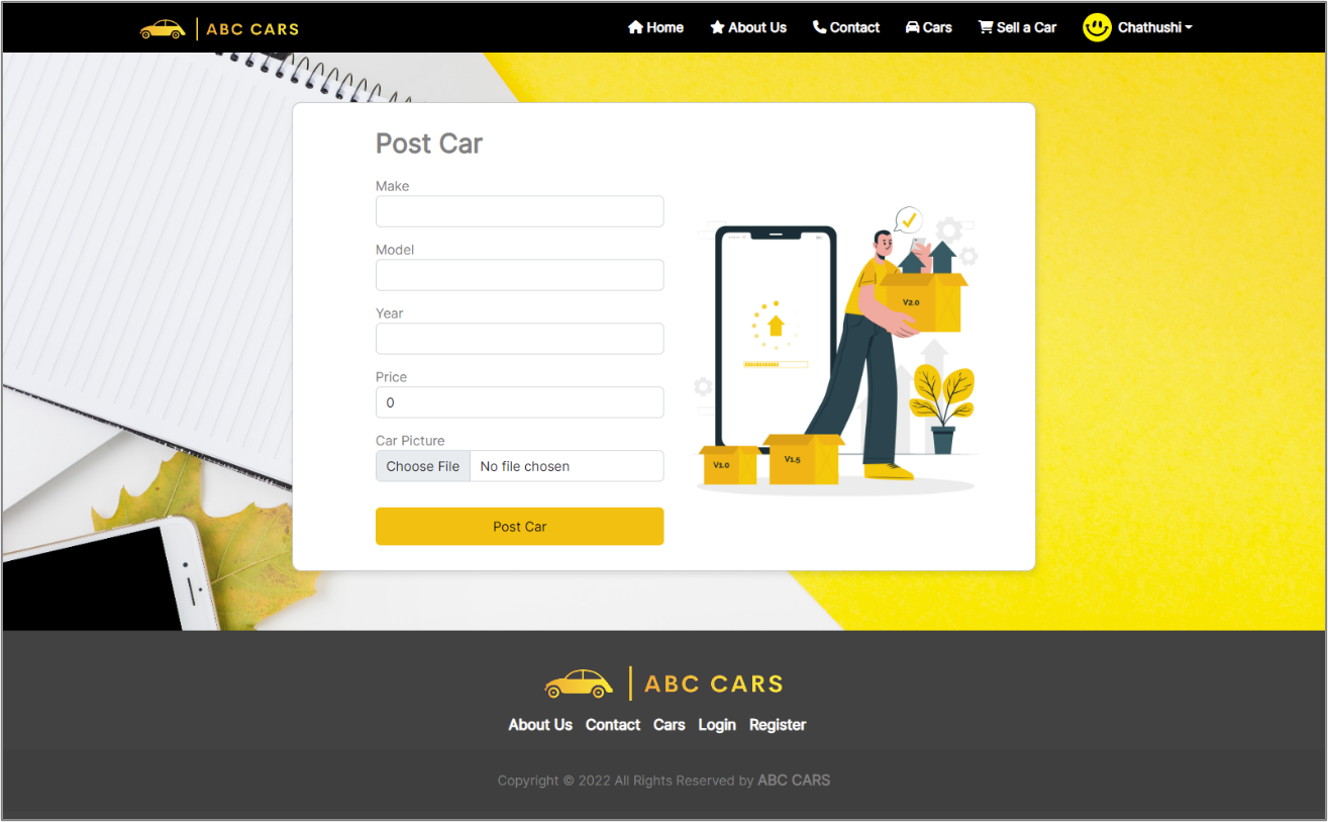 ABC CARS
Home About Us Contact Cars Sell a Car Chathushi
Post Car
Make
Model
Year
Price
0
Car Picture
Choose File No file chosen
Post Car
V2.0
V1.0
V1.5
ABC CARS
About Us Contact Cars Login Register
Copyright © 2022 All Rights Reserved by ABC CARS